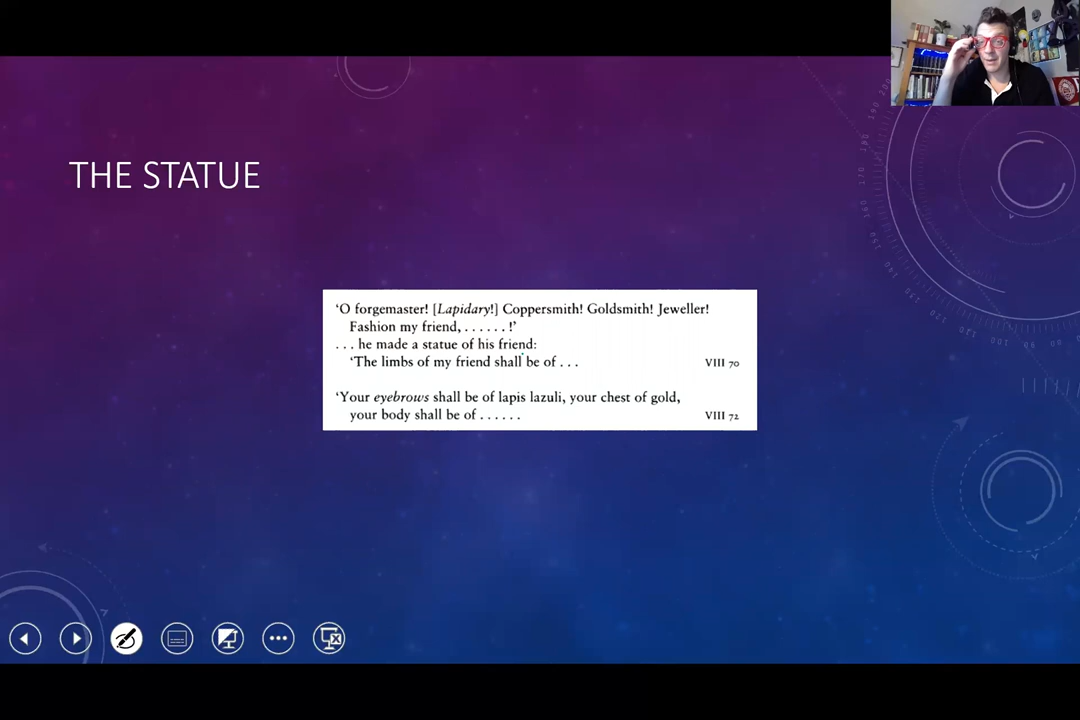 THE STATUE
‘O forgemaster! [Lapidary!] Coppersmith! Goldsmith! Jeweller!
Fashion my friend, . . . . . . !’
. . . he made a statue of his friend:
‘The limbs of my friend shall be of . . . VIII 70
‘Your eyebrows shall be of lapis lazuli, your chest of gold,
your body shall be of . . . . . . VIII 72